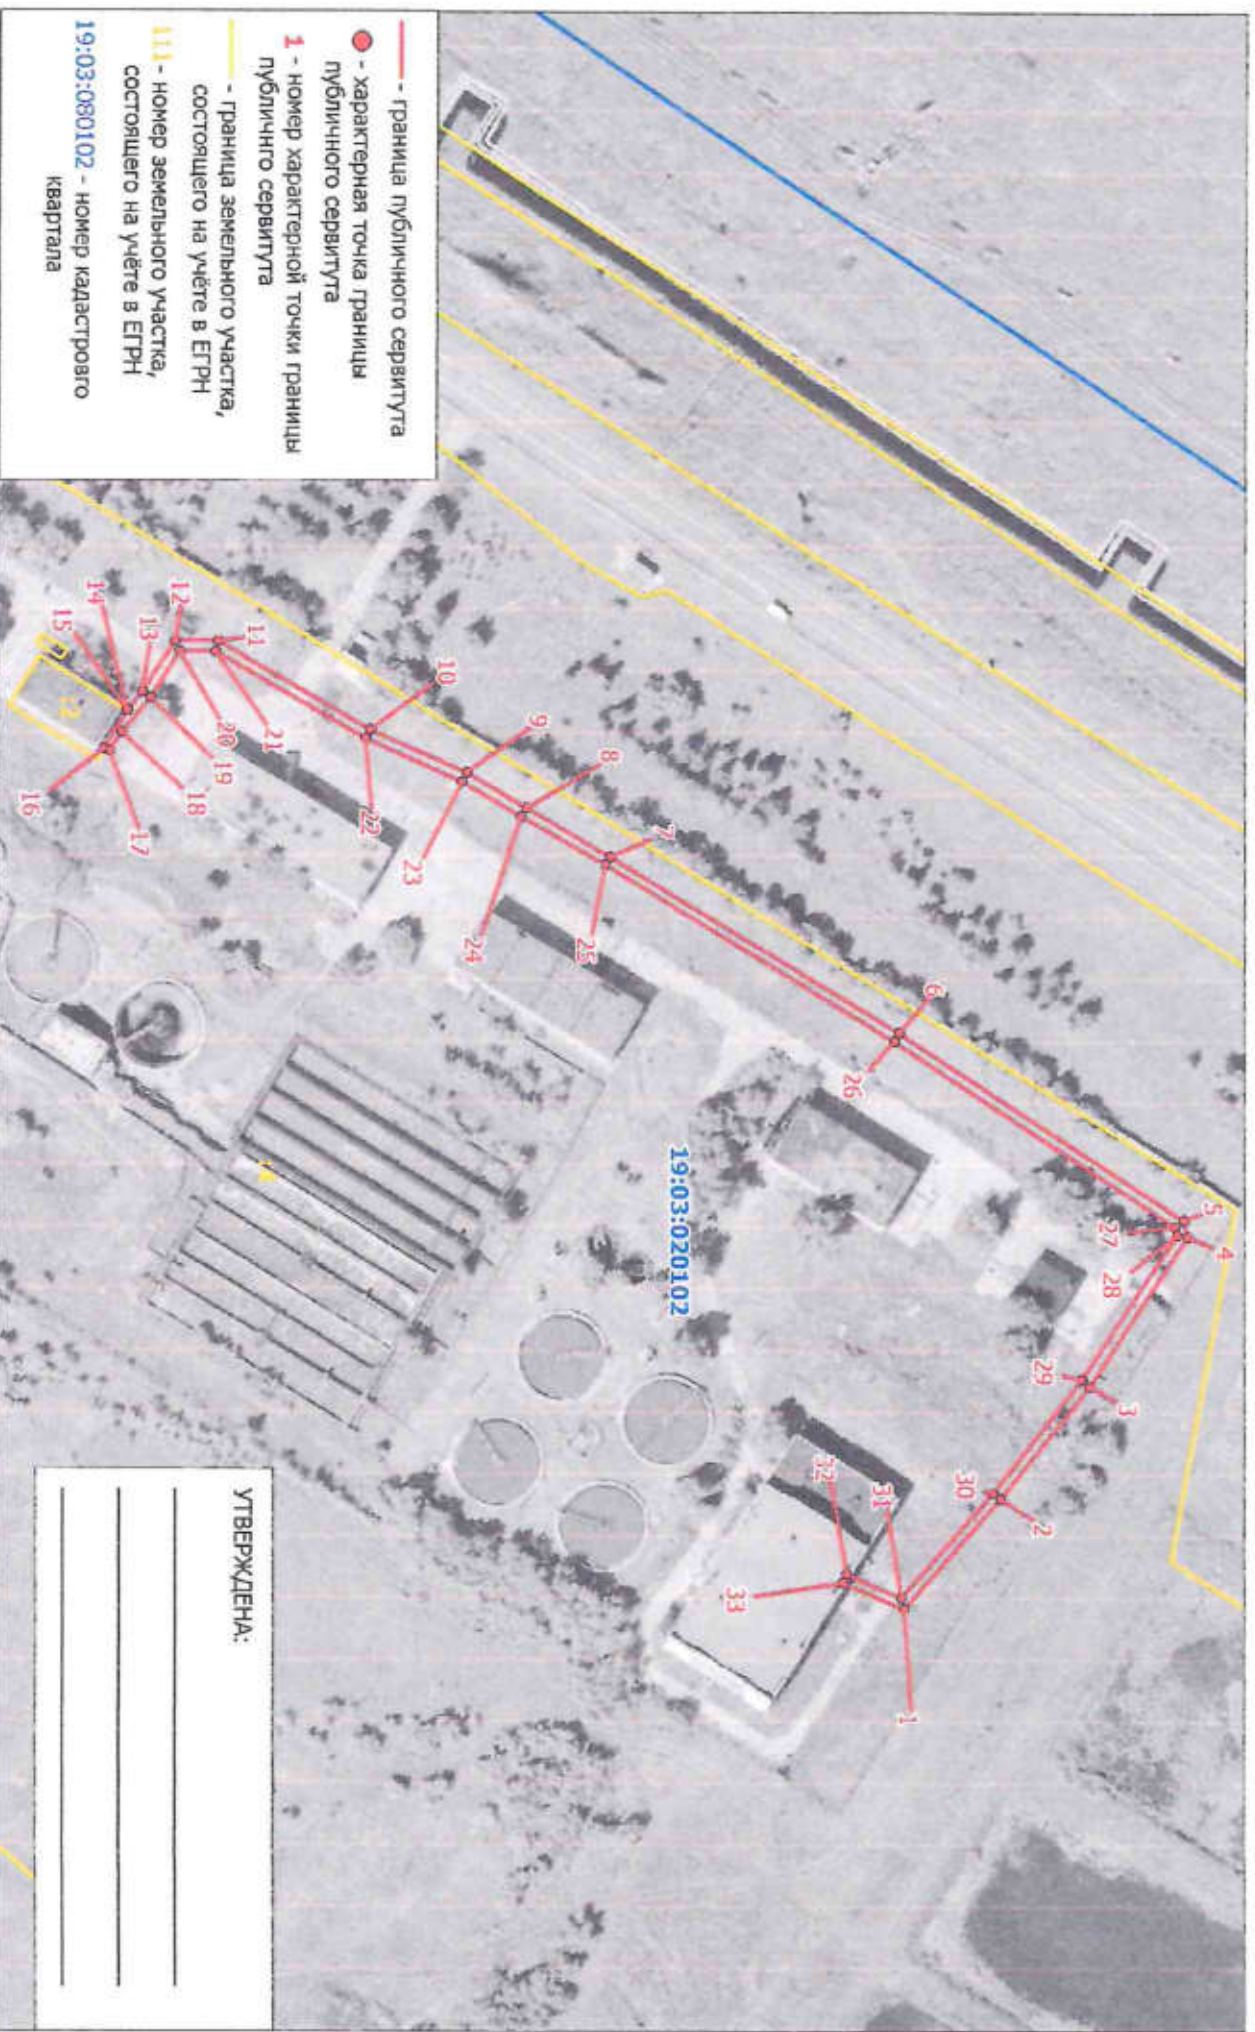 - граница публичного сервитута
- характерная точка границы
публичного сервитута
1 - номер характерной точки границы
публичнго сервитута
- граница земельного участка,
состоящего на учёте в ЕГРН
111 - номер земельного участка,
состоящего на учёте в ЕГРН
19:03:080102 - номер кадастрового
квартала
5
4
27
28
3
29
2
30
6
26
19:03:020102
31
32
1
33
7
8
25
9
24
10
23
22
11
12
21
20
13
19
14
18
15
17
16
12
УТВЕРЖДЕНА: